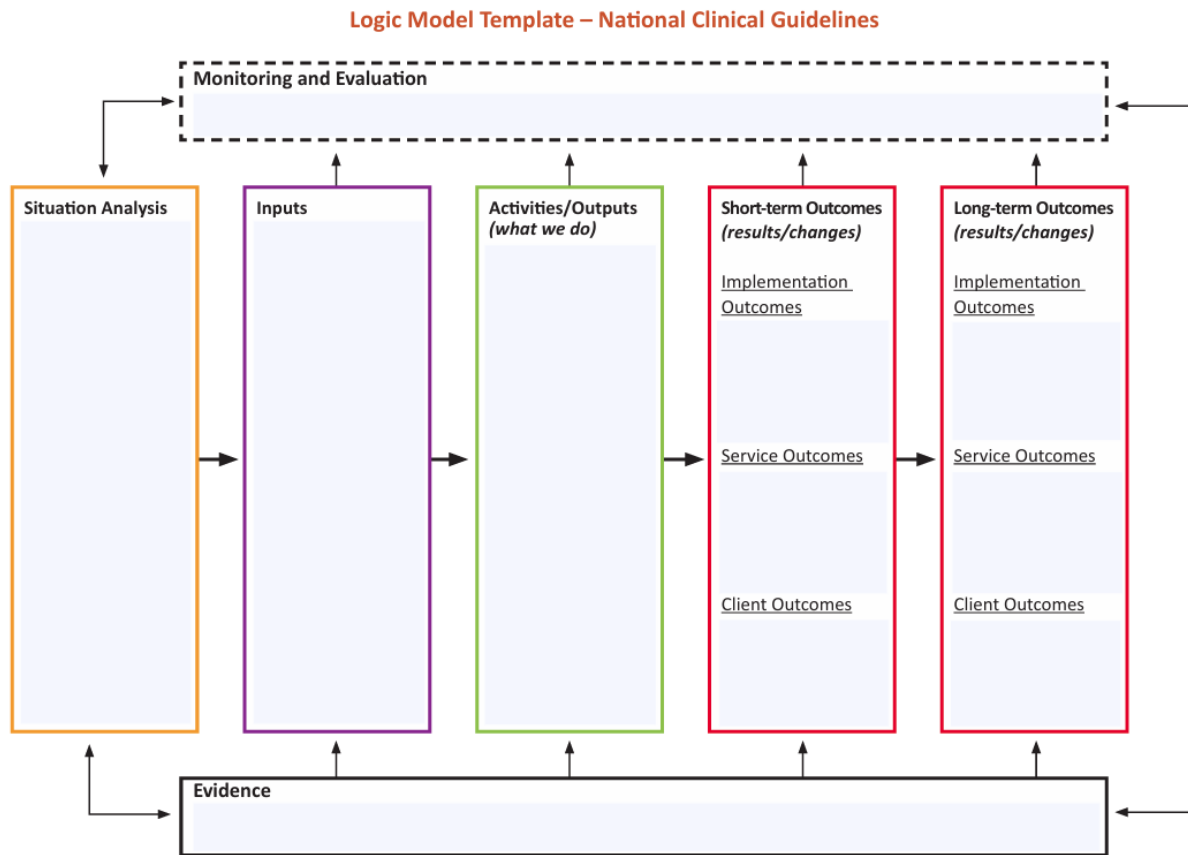 Logic Model Template – National Clinical Guidelines
Monitoring and Evaluation
Situation Analysis
Inputs
Activities/Outputs
(what we do)
Short-term Outcomes
(results/changes)
Implementation
Outcomes
Service Outcomes
Client Outcomes
Long-term Outcomes
(results/changes)
Implementation
Outcomes
Service Outcomes
Client Outcomes
Evidence